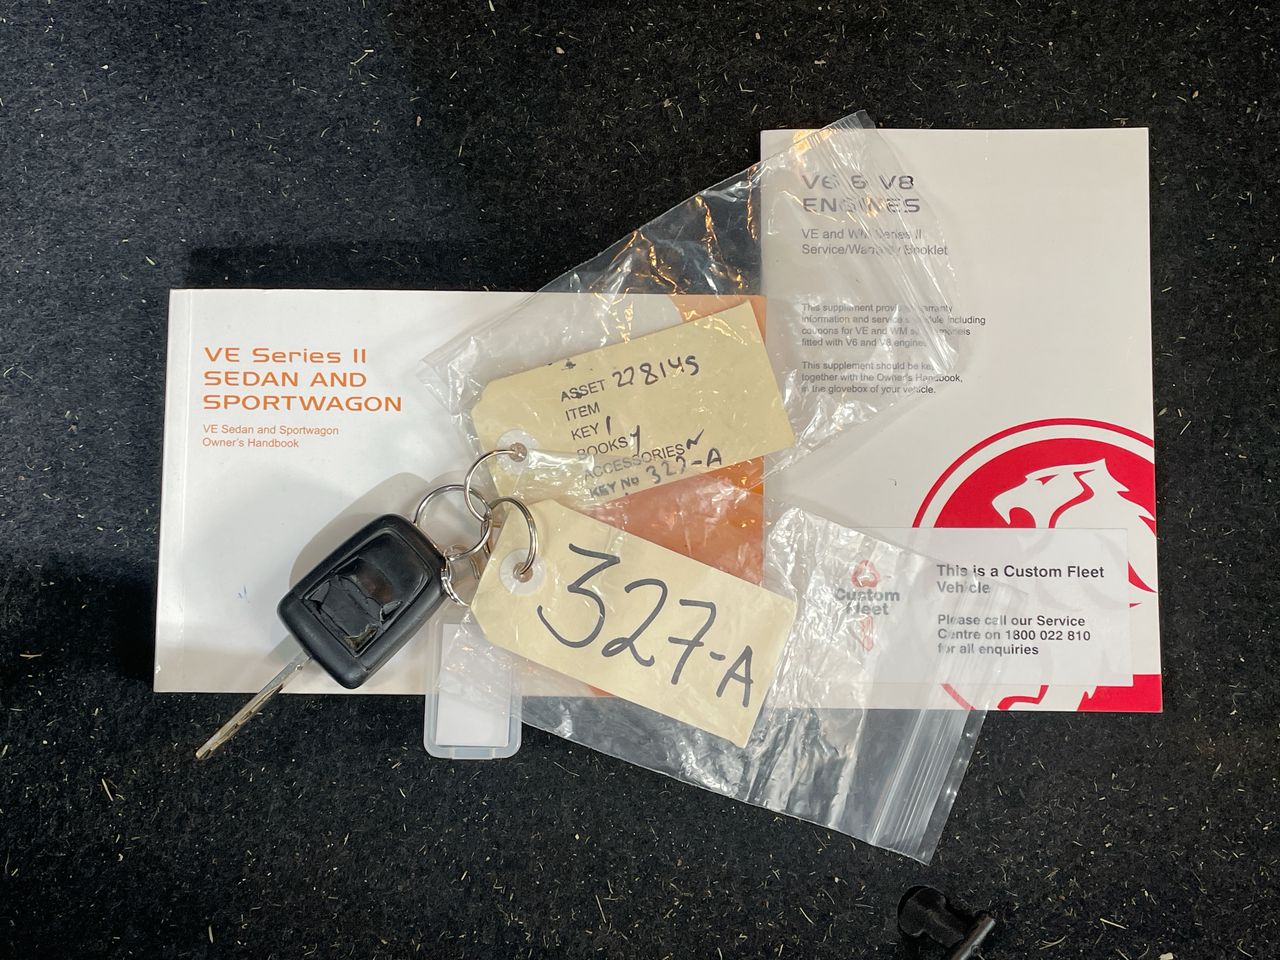 VE Series II
SEDAN AND
SPORTWAGON
VE Sedan and Sportwagon
Owner's Handbook
V6 & V8
ENGINES
VE and WM Series II
Service/Warranty Booklet
This supplement provides warranty
information and service schedule including
coupons for VE and WM series models
fitted with V6 and V8 engines.
This supplement should be kept
together with the Owner's Handbook,
in the glovebox of your vehicle.
ASSET 228145
ITEM
KEY 1
BOOKS Y
ACCESSORIES N
KEY No 327-A
327-A
Custom
Fleet
This is a Custom Fleet
Vehicle
Please call our Service
Centre on 1800 022 810
for all enquiries